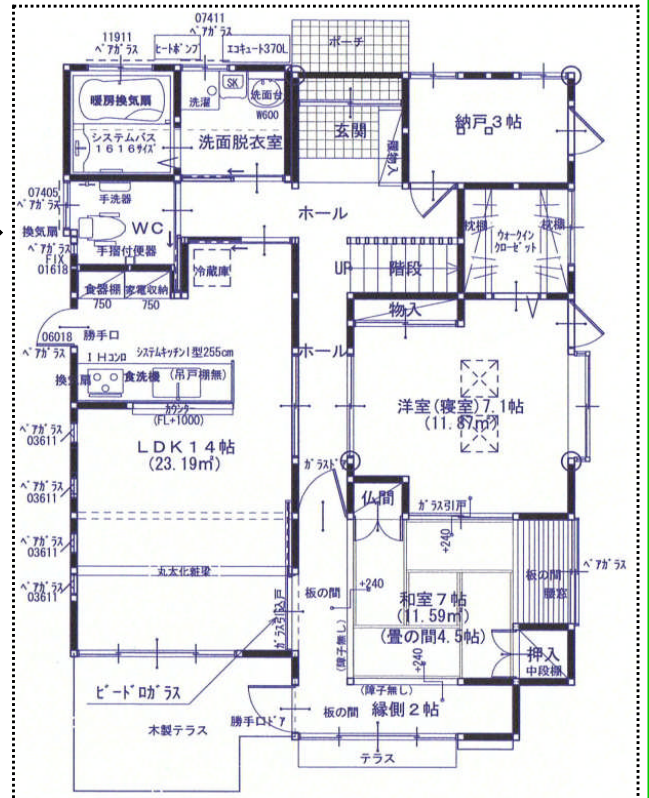 07411
ペアガラス
11911
ペアガラス
ヒートポンプ
エコキュート370L
ポーチ
SK
洗面台
W600
洗濯
暖房換気扇
システムバス
1616サイズ
洗面脱衣室
玄関
履物入
納戸3帖
07405
ペアガラス
換気扇
ペアガラス
FIX
01618
手洗器
WC
手摺付便器
ホール
枕棚
ウォークイン
クローゼット
枕棚
冷蔵庫
UP
階段
食器棚
750
家電収納
750
物入
06018
ペアガラス
勝手口
ホール
IHコンロ
システムキッチンI型255cm
換気扇
食洗機
(吊戸棚無)
カウンター
(FL+1000)
洋室(寝室)7.1帖
(11.87㎡)
ペアガラス
03611
LDK14帖
(23.19㎡)
ペアガラス
03611
ペアガラス
03611
ペアガラス
03611
仏間
ガラス引戸
+240
板の間
ペアガラス
丸太化粧梁
板の間
+240
和室7帖
(11.59㎡)
(畳の間4.5帖)
ガラス引込戸
(障子無し)
+240
押入
中段棚
(障子無し)
ビードロガラス
勝手口ドア
板の間
縁側2帖
木製テラス
テラス